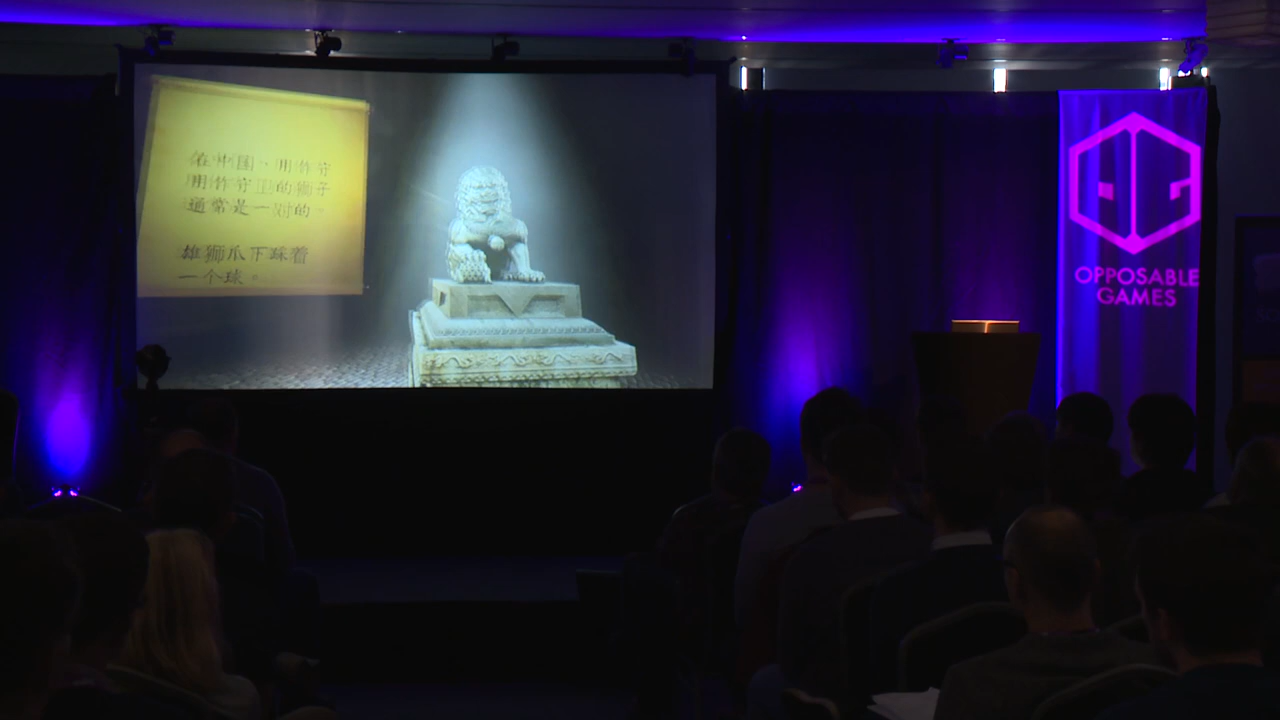 在中国、用作守
用作守卫的狮子
通常是一对的。
雄狮爪下踩着
一个球。
OPPOSABLE
GAMES